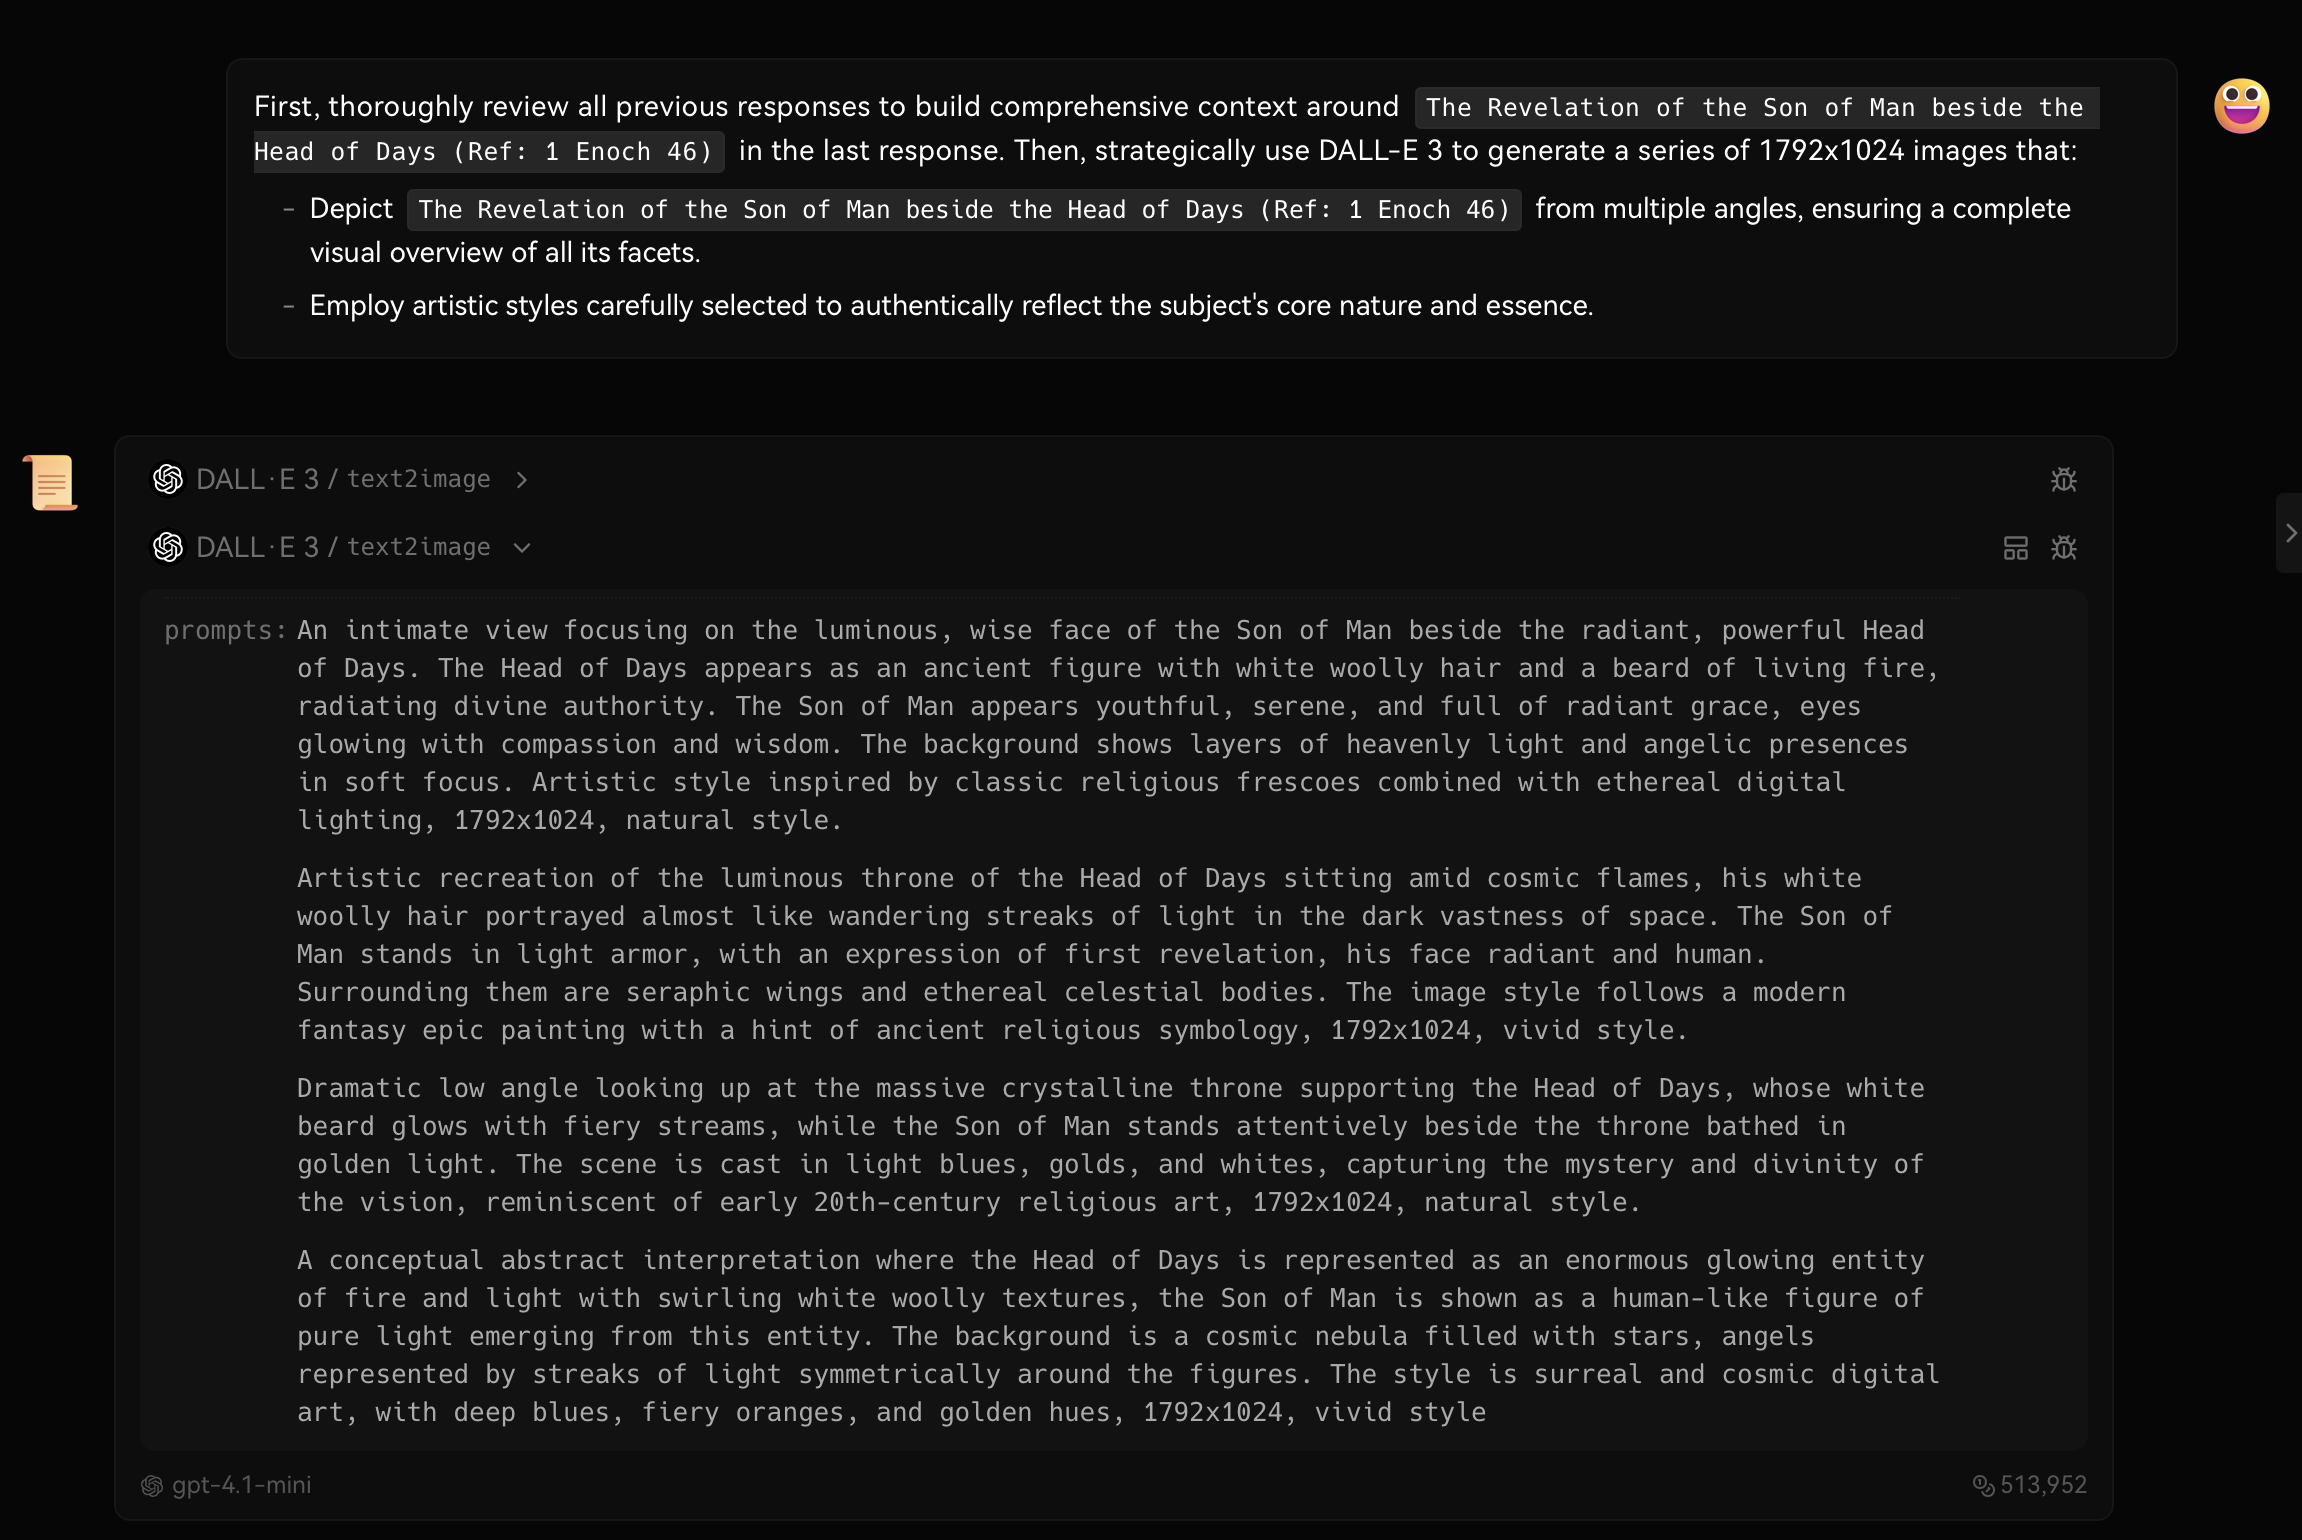 First, thoroughly review all previous responses to build comprehensive context around The Revelation of the Son of Man beside the
Head of Days (Ref: 1 Enoch 46) in the last response. Then, strategically use DALL-E 3 to generate a series of 1792x1024 images that:
- Depict The Revelation of the Son of Man beside the Head of Days (Ref: 1 Enoch 46) from multiple angles, ensuring a complete
visual overview of all its facets.
- Employ artistic styles carefully selected to authentically reflect the subject's core nature and essence.
DALL·E 3 / text2image
DALL·E 3 / text2image
prompts: An intimate view focusing on the luminous, wise face of the Son of Man beside the radiant, powerful Head
of Days. The Head of Days appears as an ancient figure with white woolly hair and a beard of living fire,
radiating divine authority. The Son of Man appears youthful, serene, and full of radiant grace, eyes
glowing with compassion and wisdom. The background shows layers of heavenly light and angelic presences
in soft focus. Artistic style inspired by classic religious frescoes combined with ethereal digital
lighting, 1792x1024, natural style.
Artistic recreation of the luminous throne of the Head of Days sitting amid cosmic flames, his white
woolly hair portrayed almost like wandering streaks of light in the dark vastness of space. The Son of
Man stands in light armor, with an expression of first revelation, his face radiant and human.
Surrounding them are seraphic wings and ethereal celestial bodies. The image style follows a modern
fantasy epic painting with a hint of ancient religious symbology, 1792x1024, vivid style.
Dramatic low angle looking up at the massive crystalline throne supporting the Head of Days, whose white
beard glows with fiery streams, while the Son of Man stands attentively beside the throne bathed in
golden light. The scene is cast in light blues, golds, and whites, capturing the mystery and divinity of
the vision, reminiscent of early 20th-century religious art, 1792x1024, natural style.
A conceptual abstract interpretation where the Head of Days is represented as an enormous glowing entity
of fire and light with swirling white woolly textures, the Son of Man is shown as a human-like figure of
pure light emerging from this entity. The background is a cosmic nebula filled with stars, angels
represented by streaks of light symmetrically around the figures. The style is surreal and cosmic digital
art, with deep blues, fiery oranges, and golden hues, 1792x1024, vivid style
gpt-4.1-mini 513,952